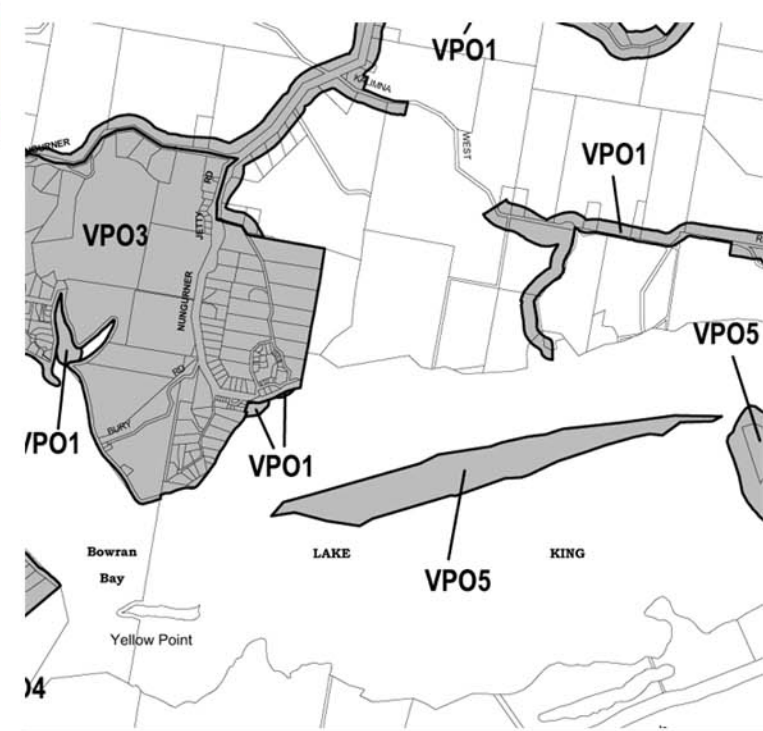 VPO1
KALIMNA
WEST
NUNGURNER
RD
JETTY
NUNGURNER
VPO3
VPO1
VPO5
VPO1
RD
BURY
VPO1
VPO5
Bowran
Bay
LAKE
KING
Yellow Point